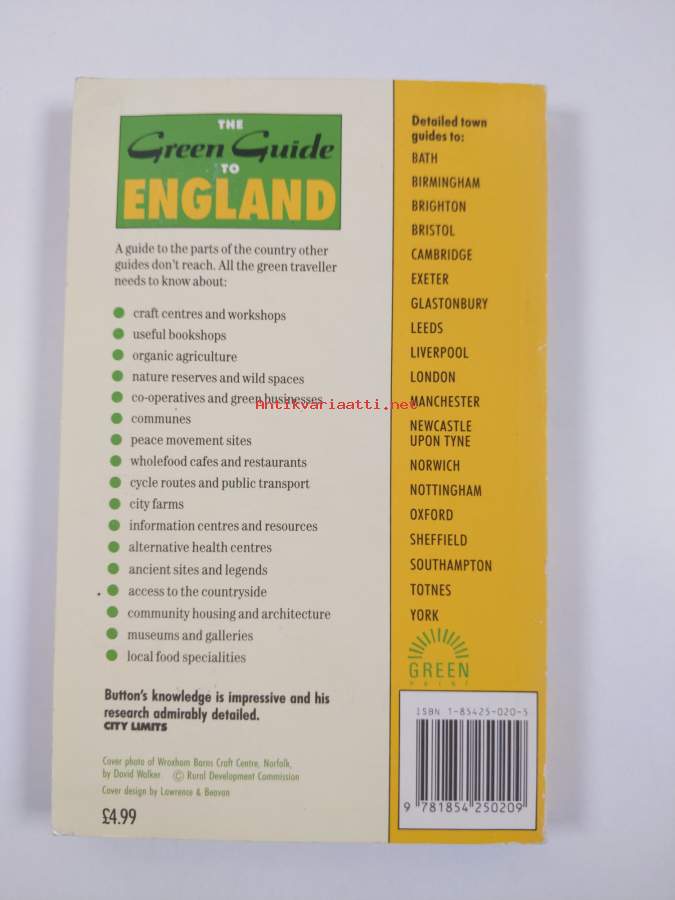 THE
Green Guide
TO
ENGLAND
A guide to the parts of the country other
guides don't reach. All the green traveller
needs to know about:
craft centres and workshops
useful bookshops
organic agriculture
nature reserves and wild spaces
co-operatives and green businesses
communes
peace movement sites
wholefood cafes and restaurants
cycle routes and public transport
city farms
information centres and resources
alternative health centres
ancient sites and legends
access to the countryside
community housing and architecture
museums and galleries
local food specialities
Button's knowledge is impressive and his
research admirably detailed.
CITY LIMITS
Cover photo of Wroxham Barns Craft Centre, Norfolk,
by David Walker © Rural Development Commission
Cover design by Lawrence & Beavan
£4.99
Detailed town
guides to:
BATH
BIRMINGHAM
BRIGHTON
BRISTOL
CAMBRIDGE
EXETER
GLASTONBURY
LEEDS
LIVERPOOL
LONDON
MANCHESTER
NEWCASTLE
UPON TYNE
NORWICH
NOTTINGHAM
OXFORD
SHEFFIELD
SOUTHAMPTON
TOTNES
YORK
GREEN
PRINT
ISBN 1-85425-020-5
9 781854 250209
Antikvariaatti.net